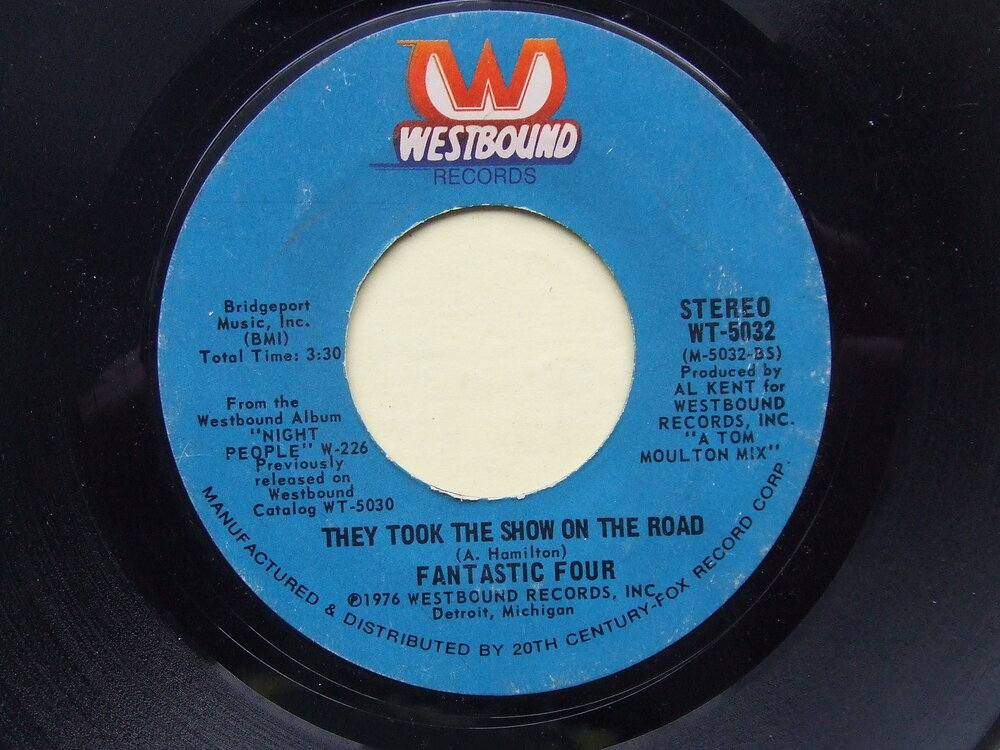 W
WESTBOUND
RECORDS
Bridgeport
Music, Inc.
(BMI)
Total Time: 3:30
From the
Westbound Album
"NIGHT
PEOPLE" W-226
Previously
released on
Westbound
Catalog WT-5030
STEREO
WT-5032
(M-5032-BS)
Produced by
AL KENT for
WESTBOUND
RECORDS, INC.
"A TOM
MOULTON MIX"
THEY TOOK THE SHOW ON THE ROAD
(A. Hamilton)
FANTASTIC FOUR
℗1976 WESTBOUND RECORDS, INC.
Detroit, Michigan
MANUFACTURED & DISTRIBUTED BY 20TH CENTURY-FOX RECORD CORP.